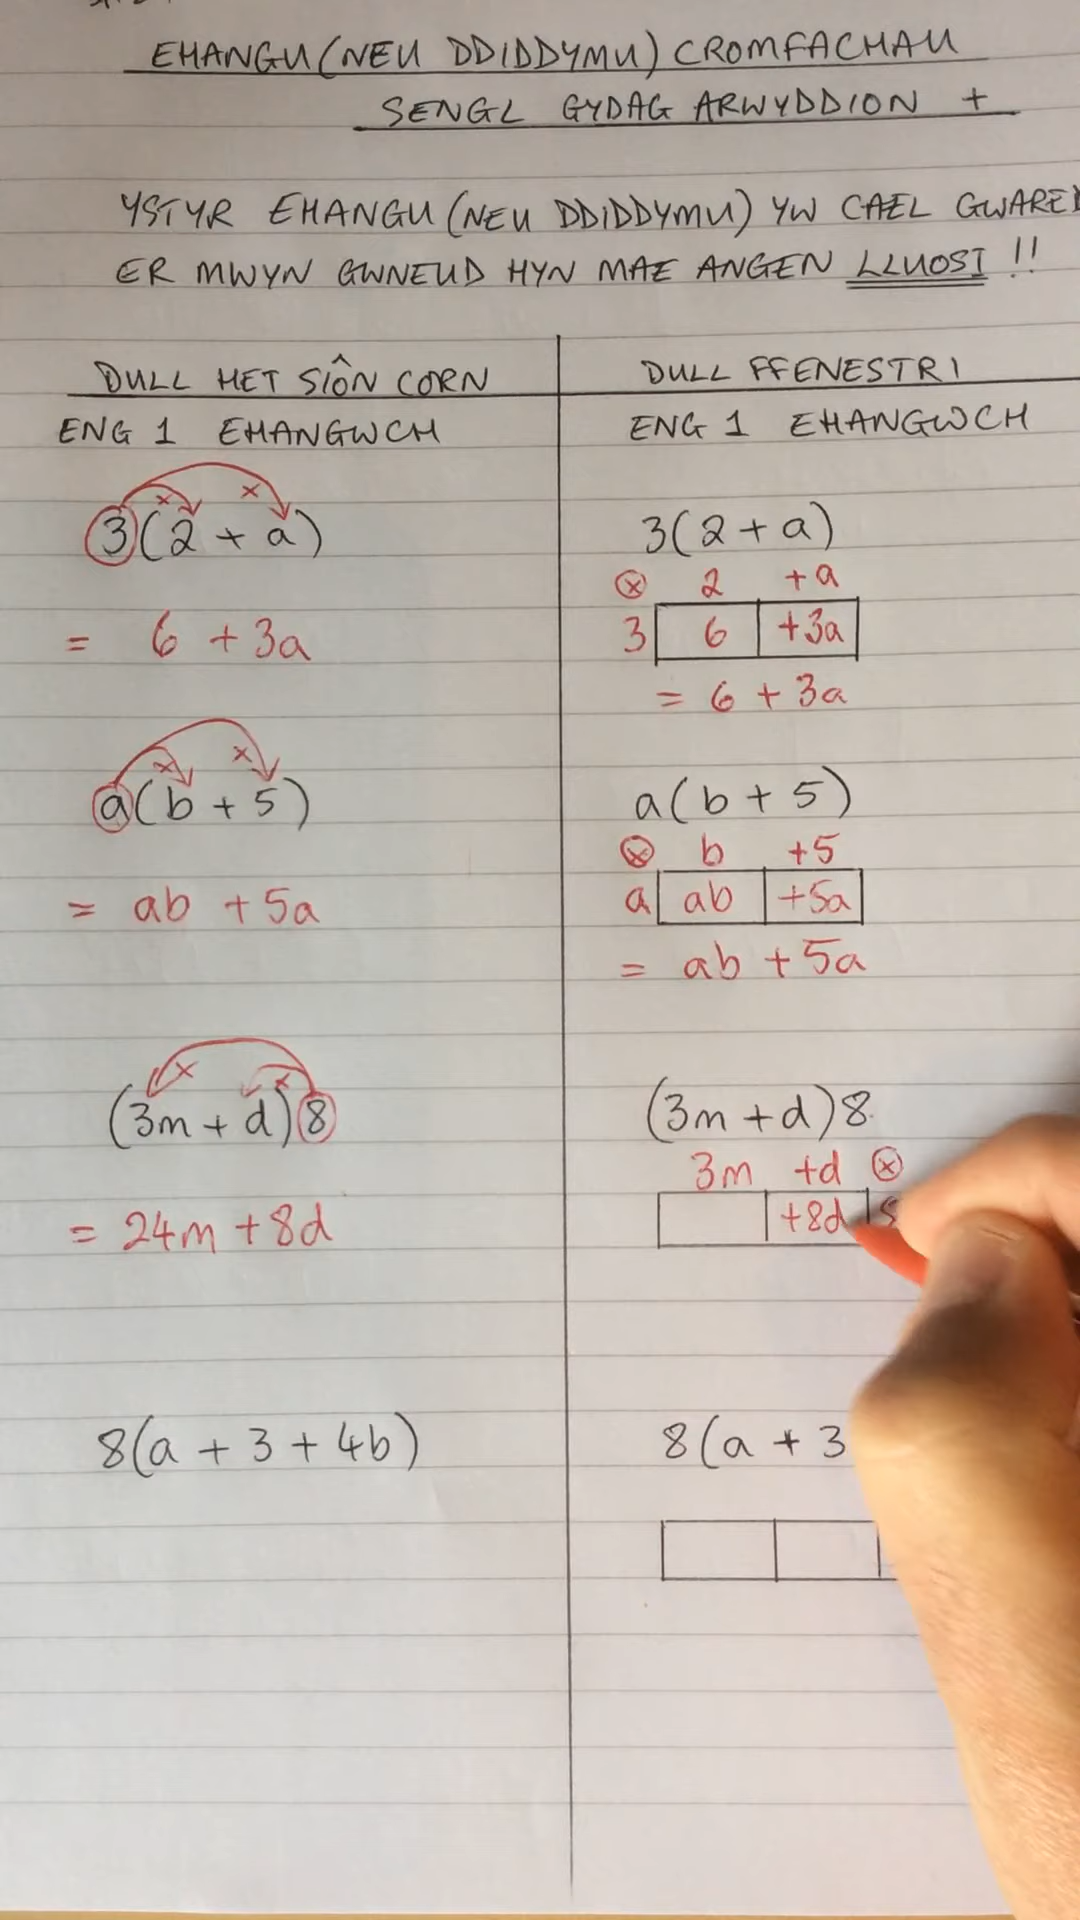 EHANGU (NEU DDIDDYMU) CROMFACHAU
SENGL GYDAG ARWYDDION +
YSTYR EHANGU (NEU DDIDDYMU) YW CAEL
ER MWYN GWNEUD HYN MAE ANGEN LLUOSI !!
DULL HET SIÔN CORN
ENG 1 EHANGWCH
x x
3(2 + a)
= 6 + 3a
x x
a(b + 5)
= ab + 5a
x x
(3m + d)8
= 24m + 8d
8(a + 3 + 4b)
DULL FFENESTRI
ENG 1 EHANGWCH
3(2 + a)
⊗ 2 +a
3 6 +3a
= 6 + 3a
a(b + 5)
⊗ b +5
a ab +5a
= ab + 5a
(3m + d)8
3m +d ⊗
+8d
8(a + 3